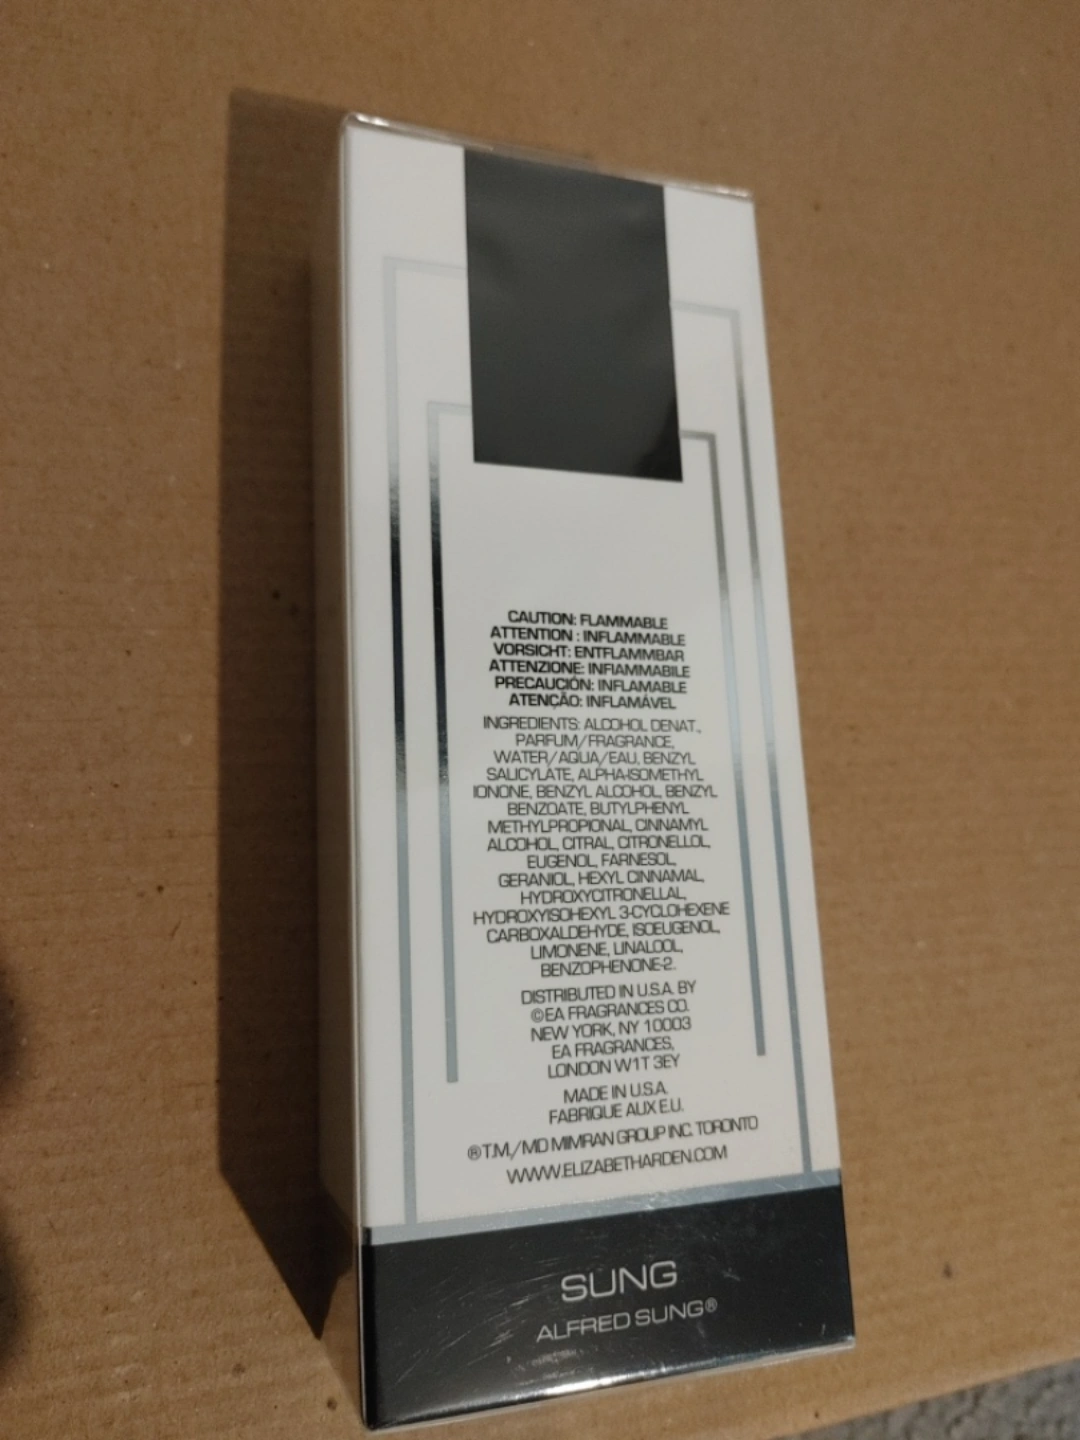 CAUTION: FLAMMABLE
ATTENTION : INFLAMMABLE
VORSICHT: ENTFLAMMBAR
ATTENZIONE: INFIAMMABILE
PRECAUCIÓN: INFLAMABLE
ATENÇÃO: INFLAMÁVEL
INGREDIENTS: ALCOHOL DENAT.,
PARFUM/FRAGRANCE,
WATER/AQUA/EAU, BENZYL
SALICYLATE, ALPHA-ISOMETHYL
IONONE, BENZYL ALCOHOL, BENZYL
BENZOATE, BUTYLPHENYL
METHYLPROPIONAL, CINNAMYL
ALCOHOL, CITRAL, CITRONELLOL,
EUGENOL, FARNESOL,
GERANIOL, HEXYL CINNAMAL,
HYDROXYCITRONELLAL,
HYDROXYISOHEXYL 3-CYCLOHEXENE
CARBOXALDEHYDE, ISOEUGENOL,
LIMONENE, LINALOOL,
BENZOPHENONE-2.
DISTRIBUTED IN U.S.A. BY
©EA FRAGRANCES CO.
NEW YORK, NY 10003
EA FRAGRANCES,
LONDON W1T 3EY
MADE IN U.S.A.
FABRIQUE AUX E.U.
®T.M./MD MIMRAN GROUP INC. TORONTO
WWW.ELIZABETHARDEN.COM
SUNG
ALFRED SUNG®